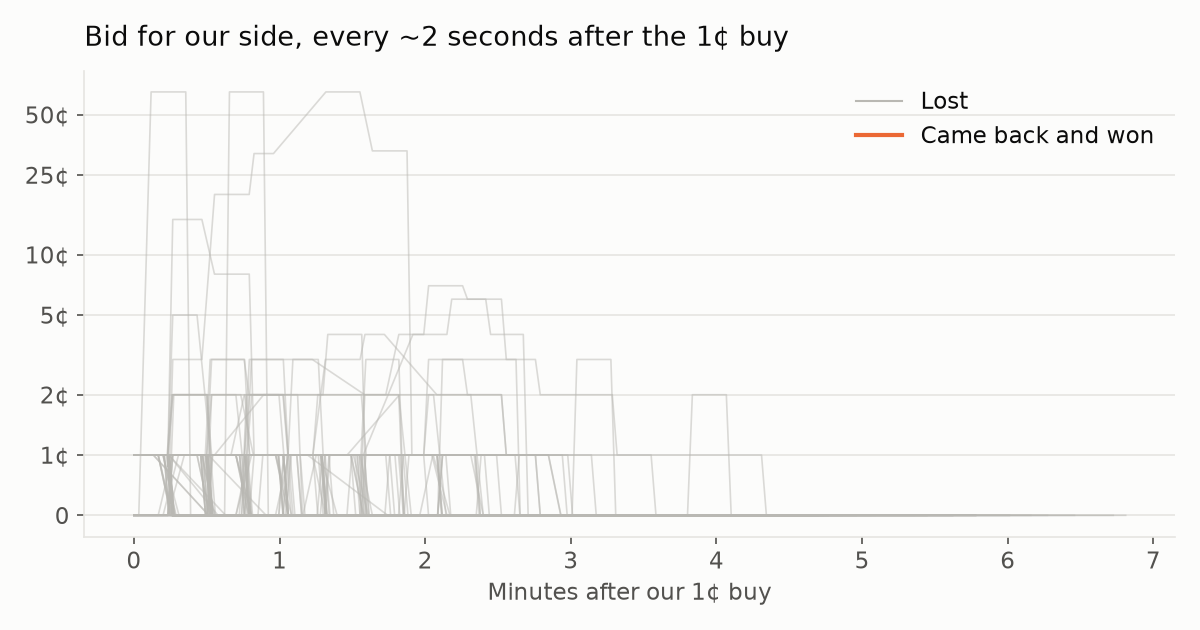 Bid for our side, every ~2 seconds after the 1¢ buy
Lost
Came back and won
50¢
25¢
10¢
5¢
2¢
1¢
0
0 1 2 3 4 5 6 7
Minutes after our 1¢ buy